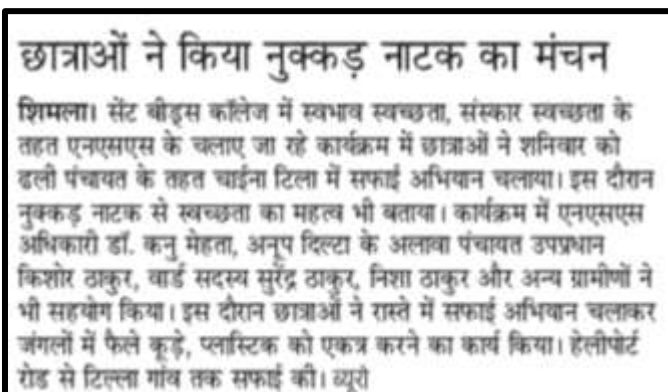 छात्राओं ने किया नुक्कड़ नाटक का मंचन
शिमला। सेंट बीड्स कॉलेज में स्वभाव स्वच्छता, संस्कार स्वच्छता के
तहत एनएसएस के चलाए जा रहे कार्यक्रम में छात्राओं ने शनिवार को
ढली पंचायत के तहत चाईना टिला में सफाई अभियान चलाया। इस दौरान
नुक्कड़ नाटक से स्वच्छता का महत्व भी बताया। कार्यक्रम में एनएसएस
अधिकारी डॉ. कनु मेहता, अनूप दिल्टा के अलावा पंचायत उपप्रधान
किशोर ठाकुर, वार्ड सदस्य सुरेंद्र ठाकुर, निशा ठाकुर और अन्य ग्रामीणों ने
भी सहयोग किया। इस दौरान छात्राओं ने रास्ते में सफाई अभियान चलाकर
जंगलों में फैले कूड़े, प्लास्टिक को एकत्र करने का कार्य किया। हेलीपोर्ट
रोड से टिल्ला गांव तक सफाई की। ब्यूरो